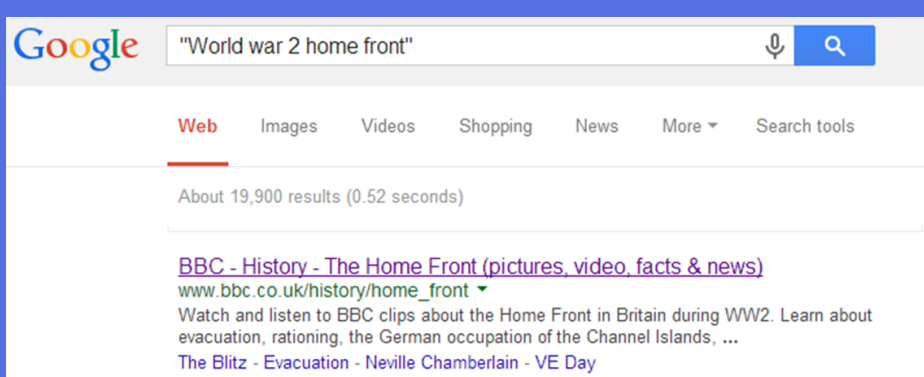 Google "World war 2 home front"
Web Images Videos Shopping News More Search tools
About 19,900 results (0.52 seconds)
BBC - History - The Home Front (pictures, video, facts & news)
www.bbc.co.uk/history/home_front
Watch and listen to BBC clips about the Home Front in Britain during WW2. Learn about
evacuation, rationing, the German occupation of the Channel Islands, ...
The Blitz - Evacuation - Neville Chamberlain - VE Day